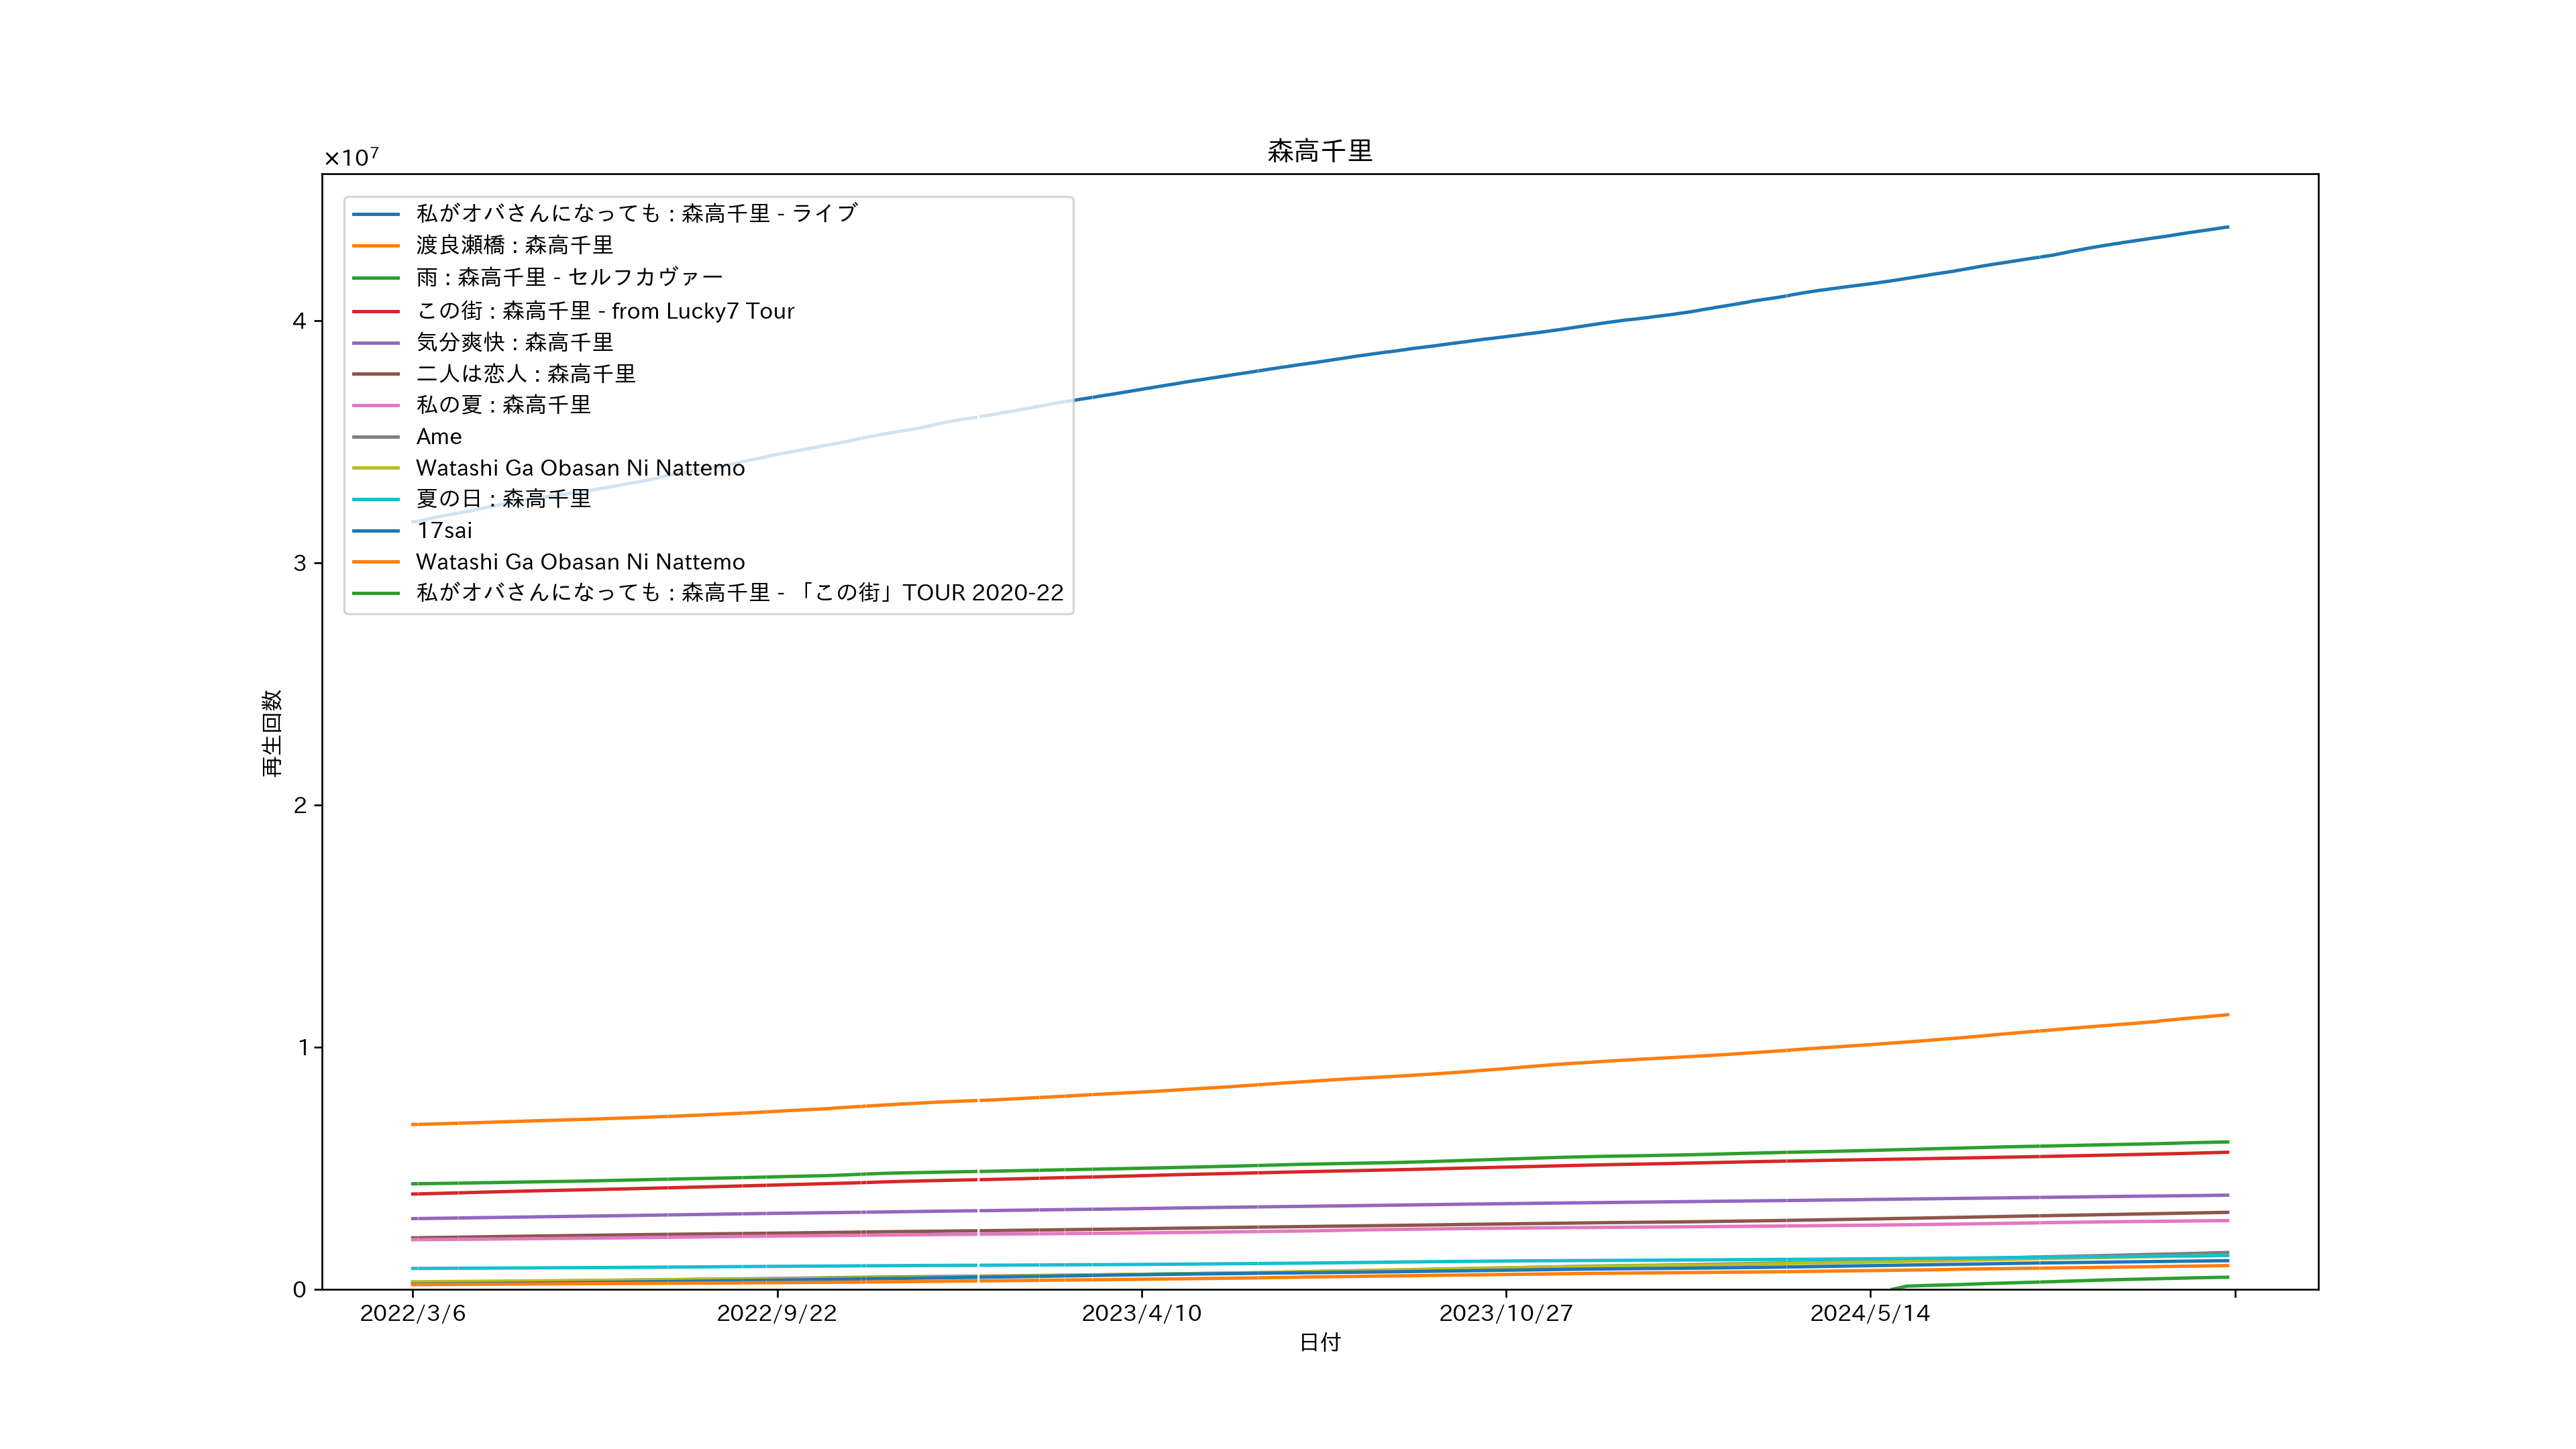 森高千里
×10⁷
私がオバさんになっても : 森高千里 - ライブ
渡良瀬橋 : 森高千里
雨 : 森高千里 - セルフカヴァー
この街 : 森高千里 - from Lucky7 Tour
気分爽快 : 森高千里
二人は恋人 : 森高千里
私の夏 : 森高千里
Ame
Watashi Ga Obasan Ni Nattemo
夏の日 : 森高千里
17sai
Watashi Ga Obasan Ni Nattemo
私がオバさんになっても : 森高千里 - 「この街」TOUR 2020-22
4
3
2
1
0
再生回数
2022/3/6 2022/9/22 2023/4/10 2023/10/27 2024/5/14
日付